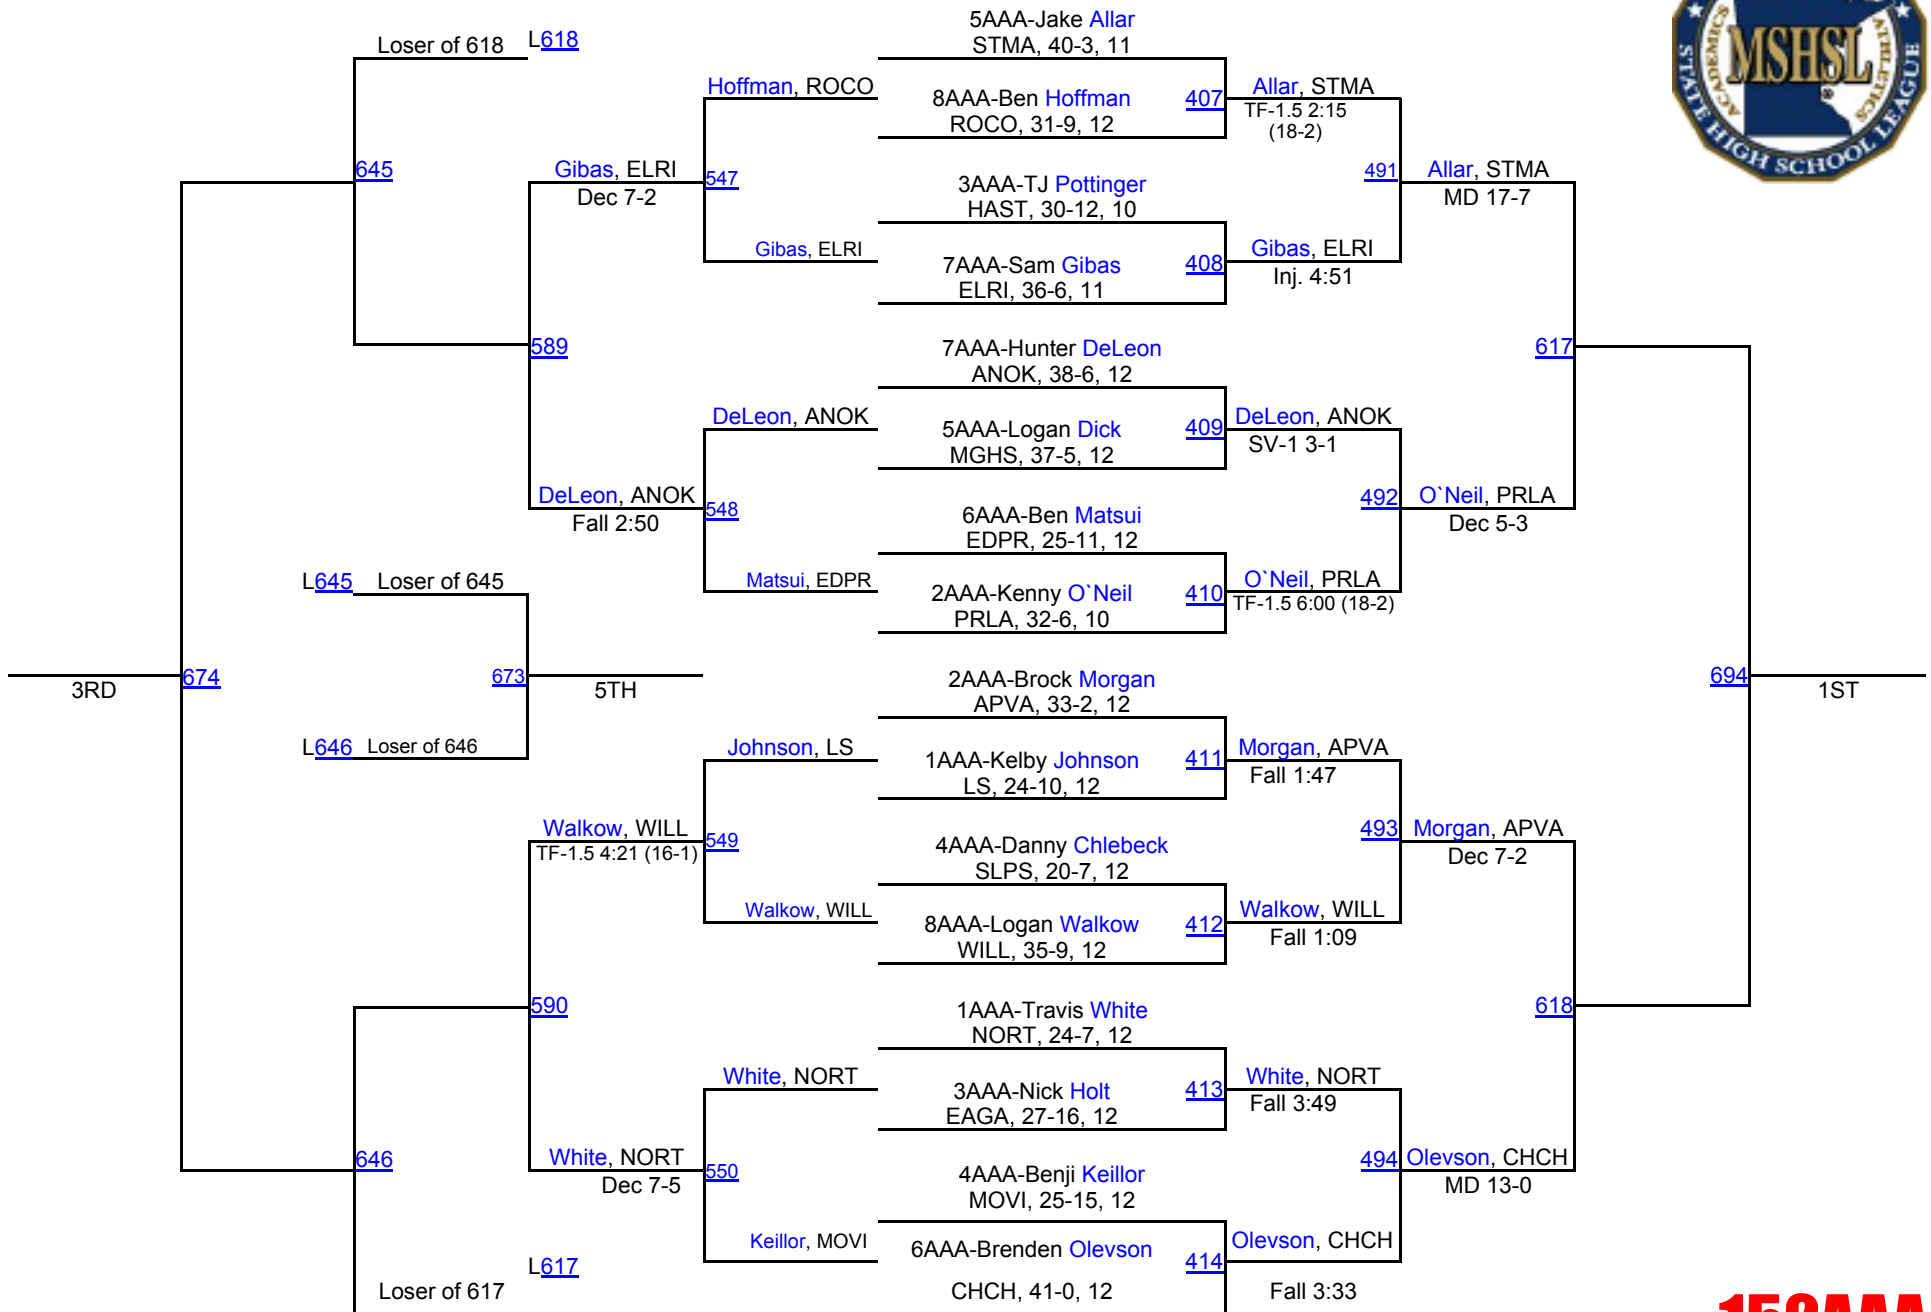 5AAA-Jake Allar
STMA, 40-3, 11
Loser of 618 L618
Hoffman, ROCO
8AAA-Ben Hoffman
ROCO, 31-9, 12
407
Allar, STMA
TF-1.5 2:15
(18-2)
MSHSL
®
ACADEMICS
ATHLETICS
STATE HIGH SCHOOL LEAGUE
645
Gibas, ELRI
Dec 7-2
547
3AAA-TJ Pottinger
HAST, 30-12, 10
491
Allar, STMA
MD 17-7
Gibas, ELRI
7AAA-Sam Gibas
ELRI, 36-6, 11
408
Gibas, ELRI
Inj. 4:51
589
7AAA-Hunter DeLeon
ANOK, 38-6, 12
617
DeLeon, ANOK
5AAA-Logan Dick
MGHS, 37-5, 12
409
DeLeon, ANOK
SV-1 3-1
DeLeon, ANOK
Fall 2:50
548
6AAA-Ben Matsui
EDPR, 25-11, 12
492
O`Neil, PRLA
Dec 5-3
L645 Loser of 645
Matsui, EDPR
2AAA-Kenny O`Neil
PRLA, 32-6, 10
410
O`Neil, PRLA
TF-1.5 6:00 (18-2)
3RD
674
673
5TH
2AAA-Brock Morgan
APVA, 33-2, 12
694
1ST
L646 Loser of 646
Johnson, LS
1AAA-Kelby Johnson
LS, 24-10, 12
411
Morgan, APVA
Fall 1:47
Walkow, WILL
TF-1.5 4:21 (16-1)
549
4AAA-Danny Chlebeck
SLPS, 20-7, 12
493
Morgan, APVA
Dec 7-2
Walkow, WILL
8AAA-Logan Walkow
WILL, 35-9, 12
412
Walkow, WILL
Fall 1:09
590
1AAA-Travis White
NORT, 24-7, 12
618
White, NORT
3AAA-Nick Holt
EAGA, 27-16, 12
413
White, NORT
Fall 3:49
646
White, NORT
Dec 7-5
550
4AAA-Benji Keillor
MOVI, 25-15, 12
494
Olevson, CHCH
MD 13-0
Keillor, MOVI
6AAA-Brenden Olevson
CHCH, 41-0, 12
414
Olevson, CHCH
Fall 3:33
L617
Loser of 617